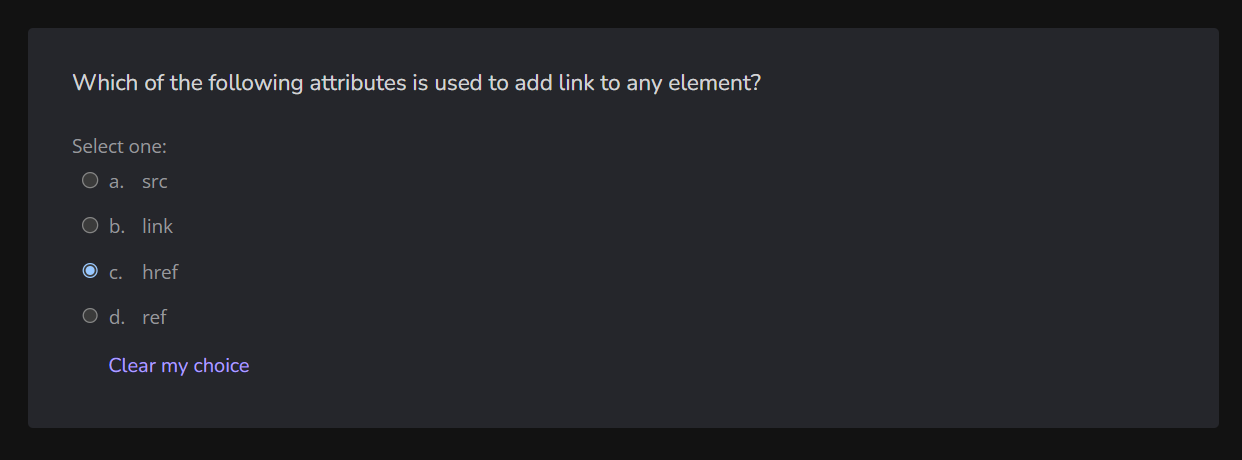 Which of the following attributes is used to add link to any element?
Select one:
a. src
b. link
c. href
d. ref
Clear my choice